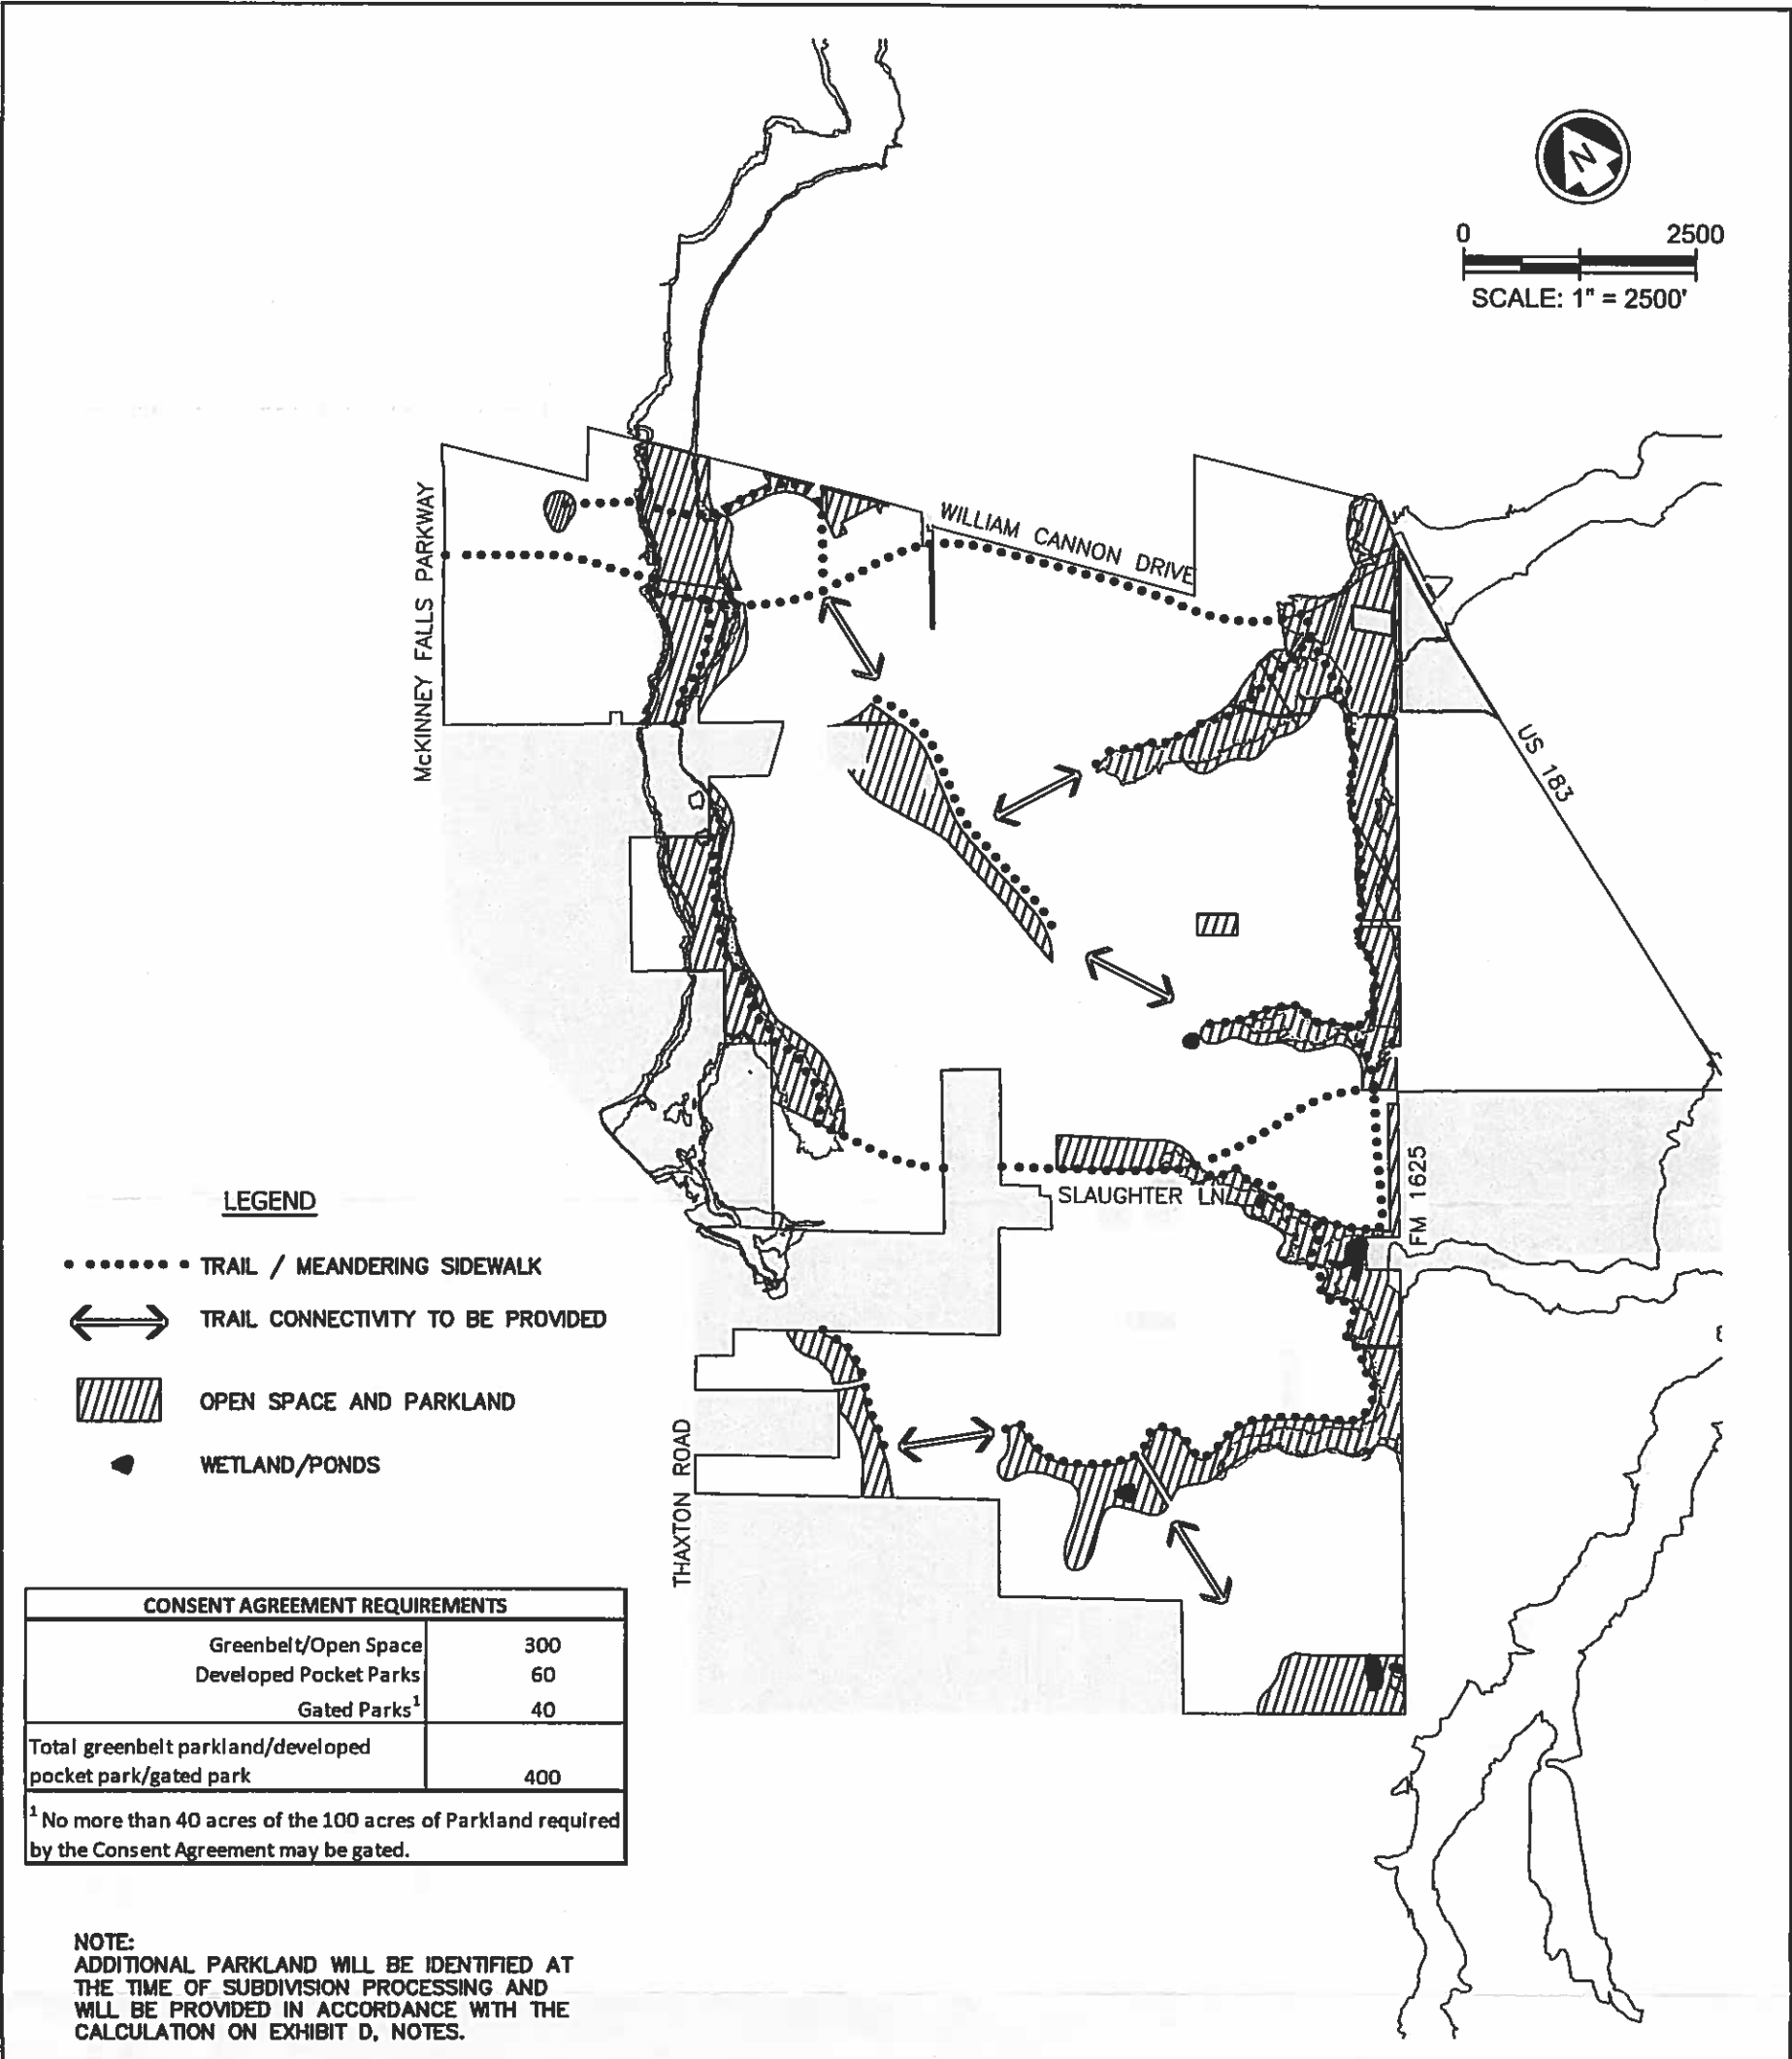 N
0 2500
SCALE: 1" = 2500'
McKINNEY FALLS PARKWAY
WILLIAM CANNON DRIVE
US 183
SLAUGHTER LN
FM 1625
THAXTON ROAD
LEGEND
TRAIL / MEANDERING SIDEWALK
TRAIL CONNECTIVITY TO BE PROVIDED
OPEN SPACE AND PARKLAND
WETLAND/PONDS
CONSENT AGREEMENT REQUIREMENTS
Greenbelt/Open Space 300
Developed Pocket Parks 60
Gated Parks¹ 40
Total greenbelt parkland/developed
pocket park/gated park 400
¹ No more than 40 acres of the 100 acres of Parkland required
by the Consent Agreement may be gated.
NOTE:
ADDITIONAL PARKLAND WILL BE IDENTIFIED AT
THE TIME OF SUBDIVISION PROCESSING AND
WILL BE PROVIDED IN ACCORDANCE WITH THE
CALCULATION ON EXHIBIT D, NOTES.